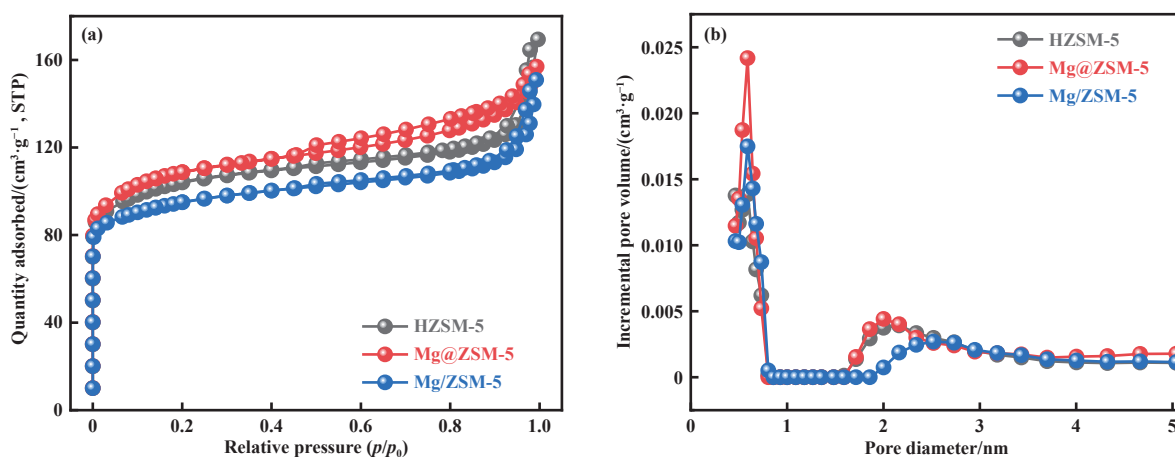 (a)
160
120
80
40
0
0
0.2
0.4
0.6
0.8
1.0
Quantity adsorbed/(cm³·g⁻¹ , STP)
Relative pressure (p/p₀)
HZSM-5
Mg@ZSM-5
Mg/ZSM-5
(b)
0.025
0.020
0.015
0.010
0.005
0
0
1
2
3
4
5
Incremental pore volume/(cm³·g⁻¹)
Pore diameter/nm
HZSM-5
Mg@ZSM-5
Mg/ZSM-5